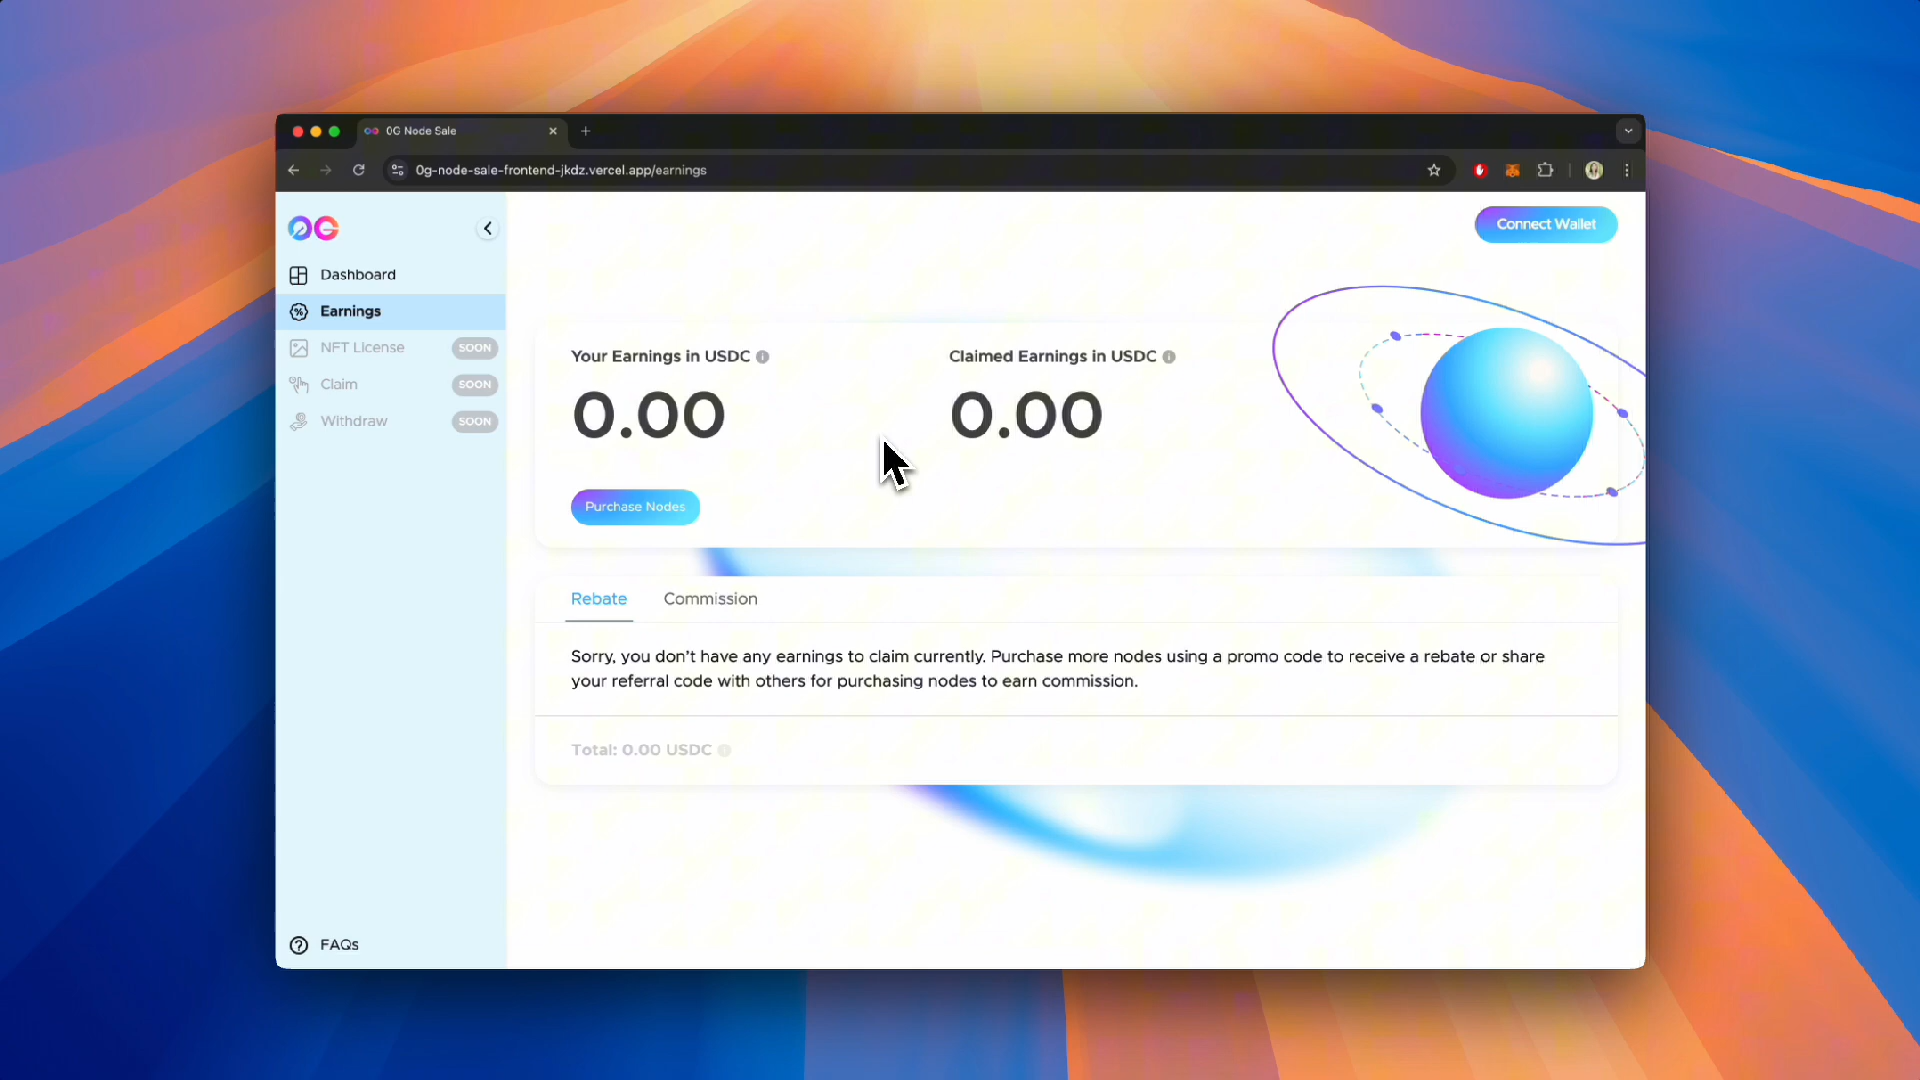 0G Node Sale
0g-node-sale-frontend-jkdz.vercel.app/earnings
0G
Connect Wallet
Dashboard
Earnings
NFT License SOON
Claim SOON
Withdraw SOON
FAQs
Your Earnings in USDC
0.00
Claimed Earnings in USDC
0.00
Purchase Nodes
Rebate Commission
Sorry, you don't have any earnings to claim currently. Purchase more nodes using a promo code to receive a rebate or share
your referral code with others for purchasing nodes to earn commission.
Total: 0.00 USDC